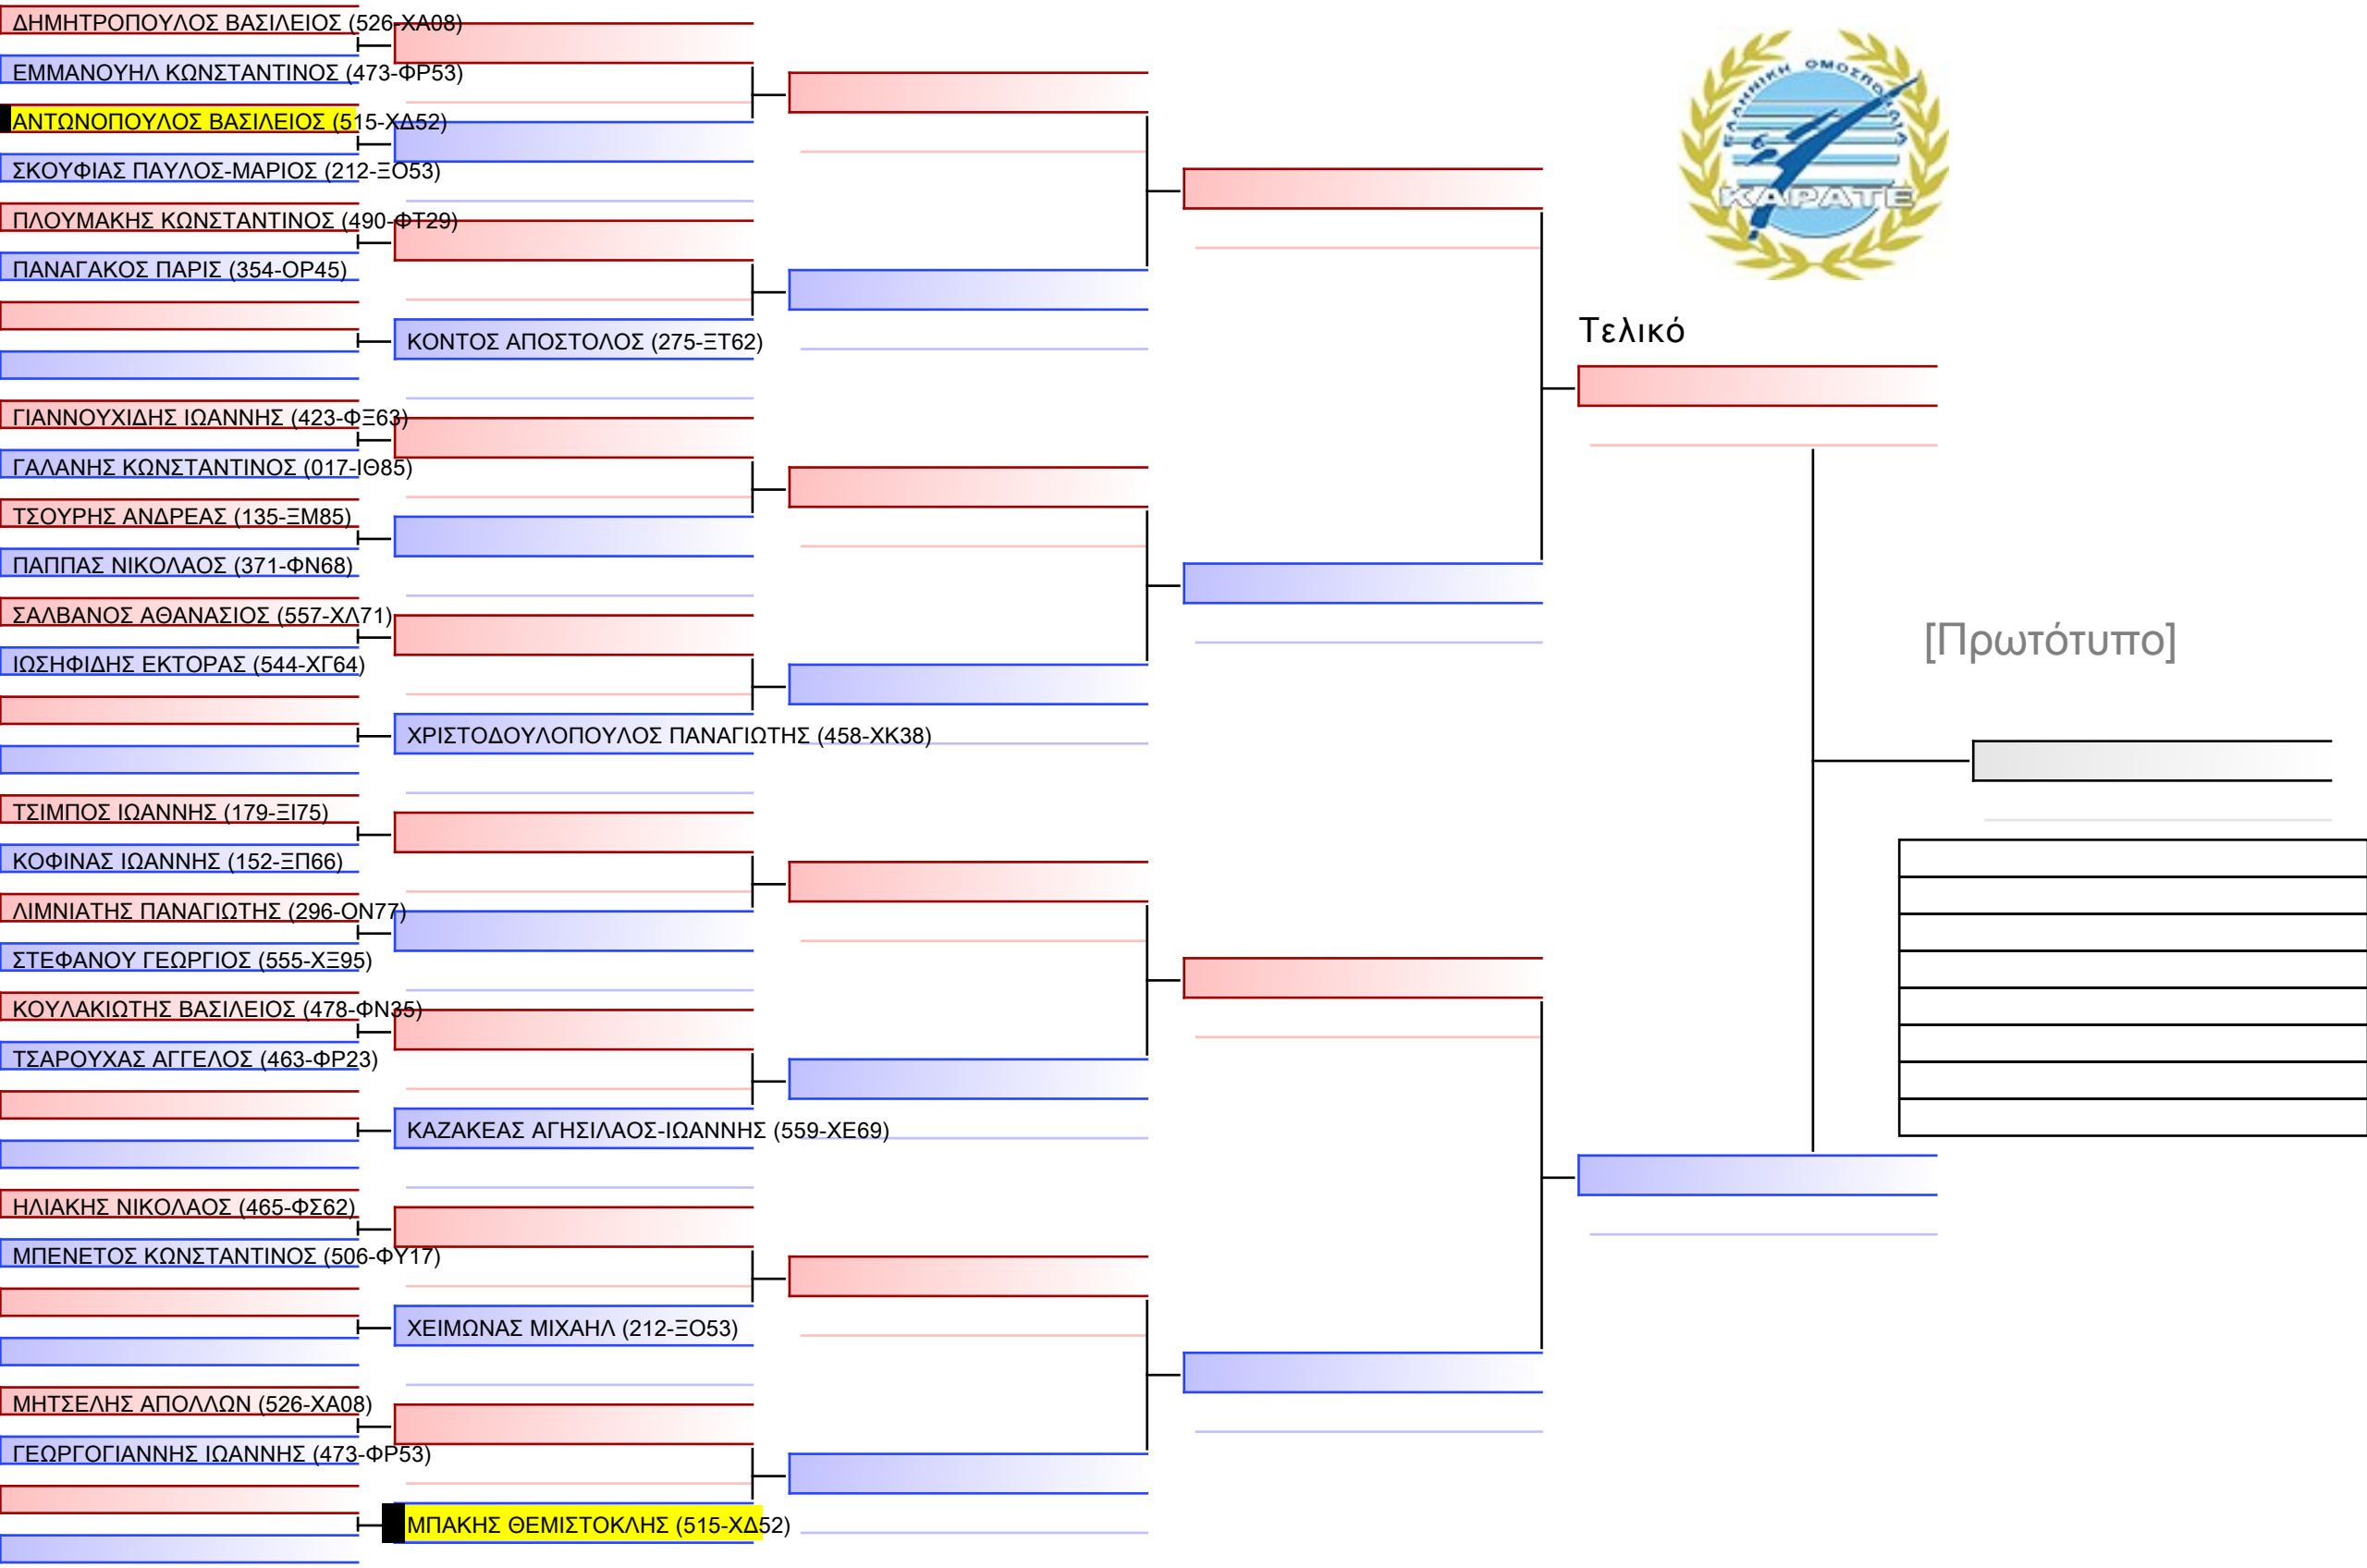 ΔΗΜΗΤΡΟΠΟΥΛΟΣ ΒΑΣΙΛΕΙΟΣ (526-ΧΑ08)
ΕΜΜΑΝΟΥΗΛ ΚΩΝΣΤΑΝΤΙΝΟΣ (473-ΦΡ53)
ΑΝΤΩΝΟΠΟΥΛΟΣ ΒΑΣΙΛΕΙΟΣ (515-ΧΔ52)
ΣΚΟΥΦΙΑΣ ΠΑΥΛΟΣ-ΜΑΡΙΟΣ (212-ΞΟ53)
ΕΛΛΗΝΙΚΗ ΟΜΟΣΠΟΝΔΙΑ
ΚΑΡΑΤΕ
ΠΛΟΥΜΑΚΗΣ ΚΩΝΣΤΑΝΤΙΝΟΣ (490-ΦΤ29)
ΠΑΝΑΓΑΚΟΣ ΠΑΡΙΣ (354-ΟΡ45)
Τελικό
ΚΟΝΤΟΣ ΑΠΟΣΤΟΛΟΣ (275-ΞΤ62)
ΓΙΑΝΝΟΥΧΙΔΗΣ ΙΩΑΝΝΗΣ (423-ΦΞ63)
ΓΑΛΑΝΗΣ ΚΩΝΣΤΑΝΤΙΝΟΣ (017-ΙΘ85)
ΤΣΟΥΡΗΣ ΑΝΔΡΕΑΣ (135-ΞΜ85)
ΠΑΠΠΑΣ ΝΙΚΟΛΑΟΣ (371-ΦΝ68)
ΣΑΛΒΑΝΟΣ ΑΘΑΝΑΣΙΟΣ (557-ΧΛ71)
[Πρωτότυπο]
ΙΩΣΗΦΙΔΗΣ ΕΚΤΟΡΑΣ (544-ΧΓ64)
ΧΡΙΣΤΟΔΟΥΛΟΠΟΥΛΟΣ ΠΑΝΑΓΙΩΤΗΣ (458-ΧΚ38)
ΤΣΙΜΠΟΣ ΙΩΑΝΝΗΣ (179-ΞΙ75)
ΚΟΦΙΝΑΣ ΙΩΑΝΝΗΣ (152-ΞΠ66)
ΛΙΜΝΙΑΤΗΣ ΠΑΝΑΓΙΩΤΗΣ (296-ΟΝ77)
ΣΤΕΦΑΝΟΥ ΓΕΩΡΓΙΟΣ (555-ΧΞ95)
ΚΟΥΛΑΚΙΩΤΗΣ ΒΑΣΙΛΕΙΟΣ (478-ΦΝ35)
ΤΣΑΡΟΥΧΑΣ ΑΓΓΕΛΟΣ (463-ΦΡ23)
ΚΑΖΑΚΕΑΣ ΑΓΗΣΙΛΑΟΣ-ΙΩΑΝΝΗΣ (559-ΧΕ69)
ΗΛΙΑΚΗΣ ΝΙΚΟΛΑΟΣ (465-ΦΣ62)
ΜΠΕΝΕΤΟΣ ΚΩΝΣΤΑΝΤΙΝΟΣ (506-ΦΥ17)
ΧΕΙΜΩΝΑΣ ΜΙΧΑΗΛ (212-ΞΟ53)
ΜΗΤΣΕΛΗΣ ΑΠΟΛΛΩΝ (526-ΧΑ08)
ΓΕΩΡΓΟΓΙΑΝΝΗΣ ΙΩΑΝΝΗΣ (473-ΦΡ53)
ΜΠΑΚΗΣ ΘΕΜΙΣΤΟΚΛΗΣ (515-ΧΔ52)